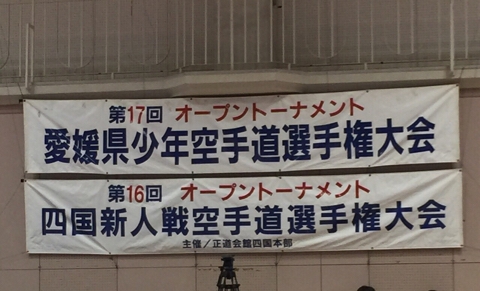 第17回 オープントーナメント
愛媛県少年空手道選手権大会
第16回 オープントーナメント
四国新人戦空手道選手権大会
主催／正道会館四国本部